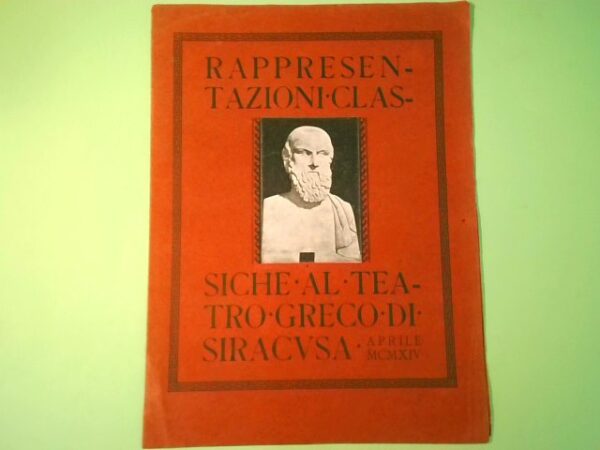 RAPPRESEN-
TAZIONI·CLAS-
SICHE·AL·TEA-
TRO·GRECO·DI·
SIRACVSA· APRILE
MCMXIV